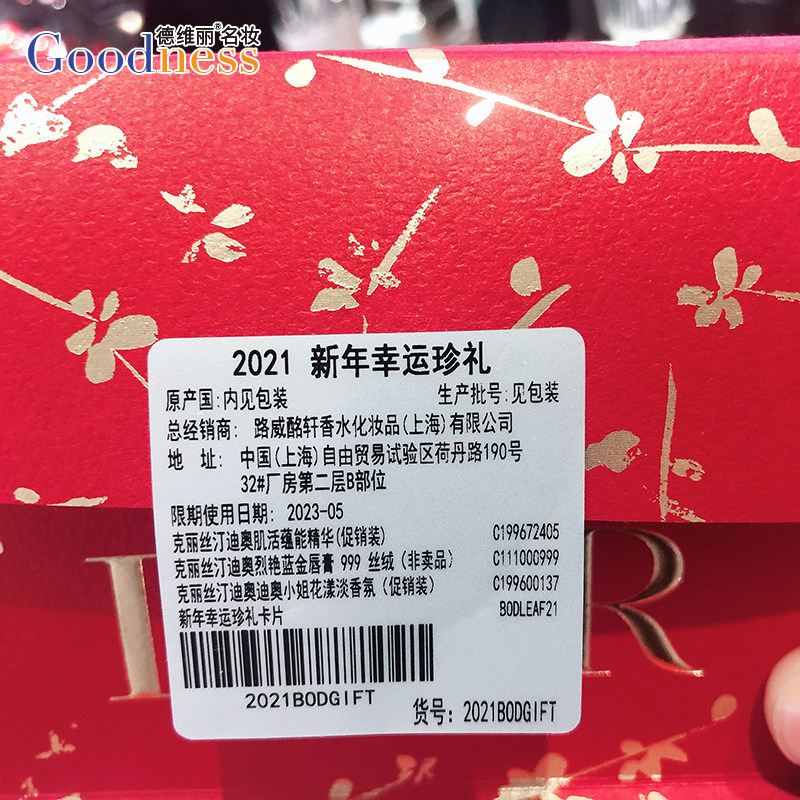 德维丽®名妆
Goodness
2021 新年幸运珍礼
原产国:内见包装 生产批号:见包装
总经销商: 路威酩轩香水化妆品(上海)有限公司
地 址: 中国(上海)自由贸易试验区荷丹路190号
32#厂房第二层B部位
限期使用日期: 2023-05
克丽丝汀迪奥肌活蕴能精华(促销装) C199672405
克丽丝汀迪奥烈艳蓝金唇膏 999 丝绒 (非卖品) C111000999
克丽丝汀迪奥迪奥小姐花漾淡香氛 (促销装) C199600137
新年幸运珍礼卡片 BODLEAF21
2021BODGIFT
货号: 2021BODGIFT